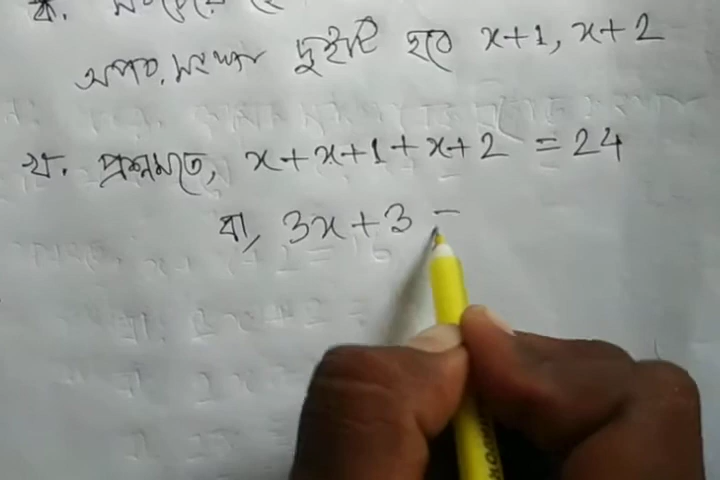 ক.
অপর সংখ্যা দুইটি হবে x+1, x+2
খ. প্রশ্নমতে, x+x+1+x+2 = 24
বা, 3x+3 –